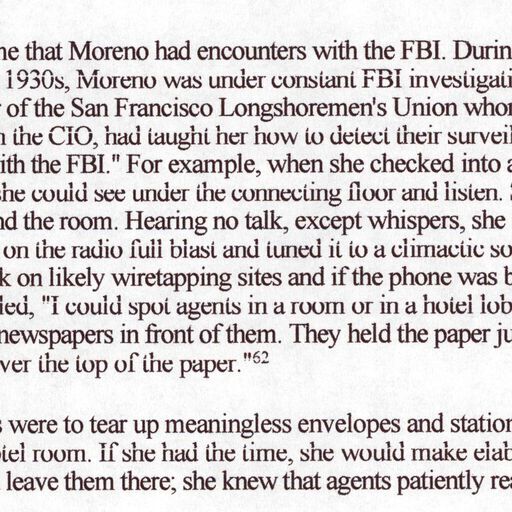 ne that Moreno had encounters with the FBI. Durin
1930s, Moreno was under constant FBI investigati
r of the San Francisco Longshoremen's Union whor
n the CIO, had taught her how to detect their surveil
ith the FBI." For example, when she checked into a
she could see under the connecting floor and listen.
nd the room. Hearing no talk, except whispers, she
on the radio full blast and tuned it to a climactic so
k on likely wiretapping sites and if the phone was b
led, "I could spot agents in a room or in a hotel lob
newspapers in front of them. They held the paper ju
ver the top of the paper."62
s were to tear up meaningless envelopes and station
otel room. If she had the time, she would make elab
leave them there; she knew that agents patiently rea